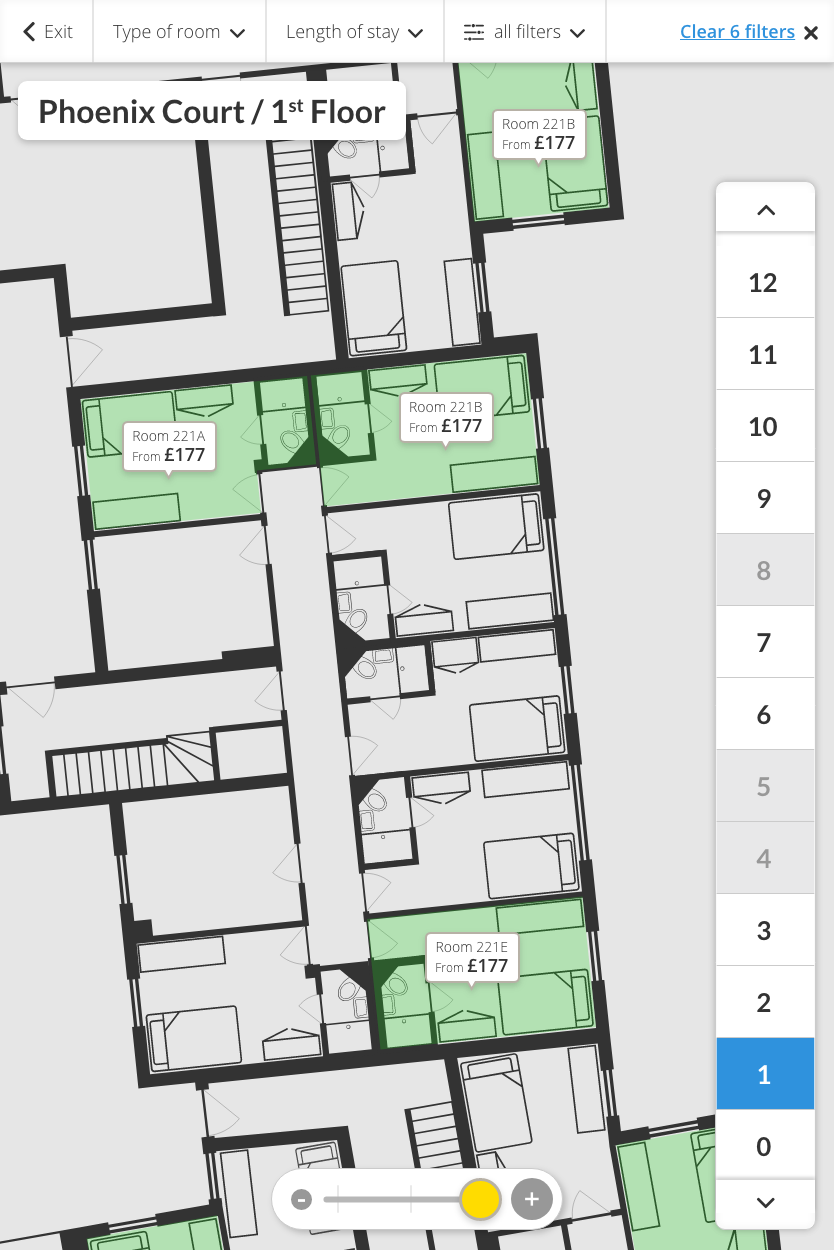 Exit Type of room Length of stay all filters Clear 6 filters
Phoenix Court / 1st Floor
Room 221B
From £177
Room 221B
From £177
Room 221A
From £177
Room 221E
From £177
12
11
10
9
8
7
6
5
4
3
2
1
0
- +